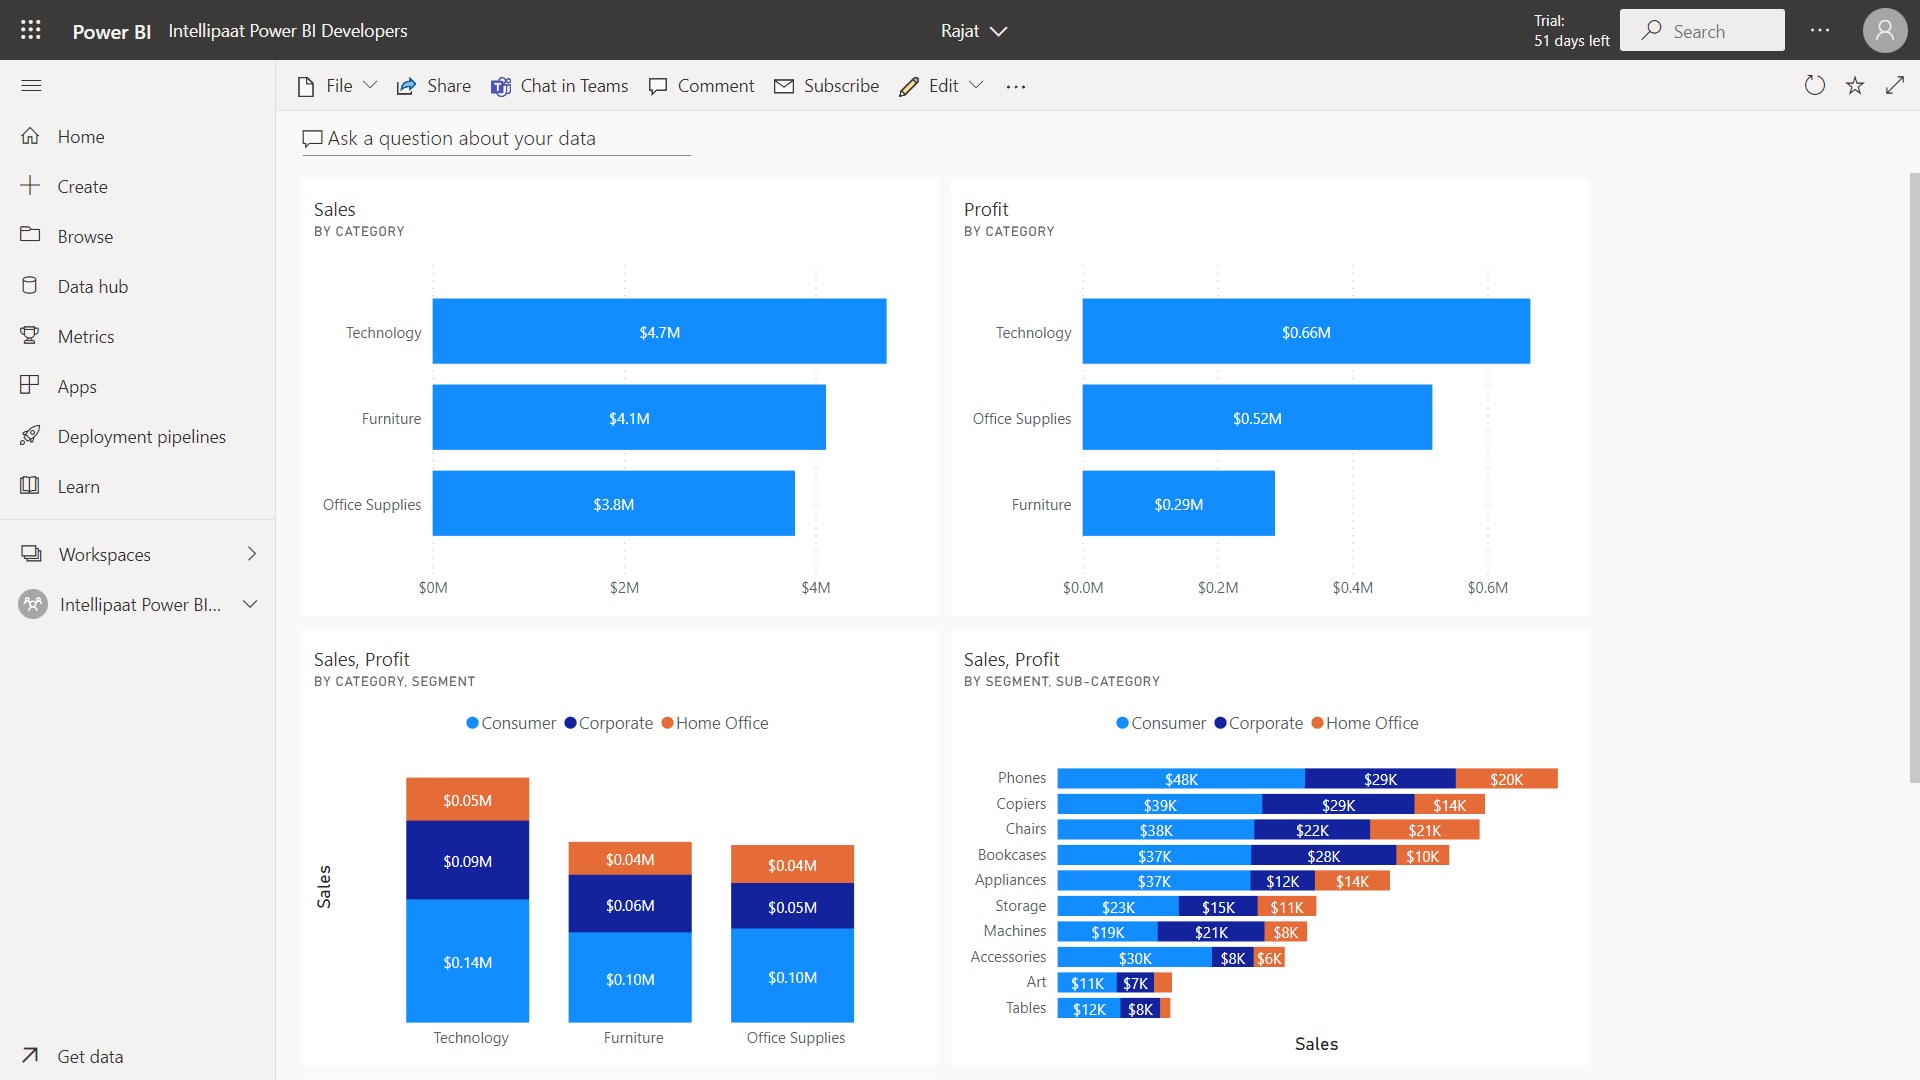 Power BI Intellipaat Power BI Developers
Rajat
Trial:
51 days left
Search
File
Share
Chat in Teams
Comment
Subscribe
Edit
Home
Create
Browse
Data hub
Metrics
Apps
Deployment pipelines
Learn
Workspaces
Intellipaat Power BI...
Get data
Ask a question about your data
Sales
BY CATEGORY
Technology $4.7M
Furniture $4.1M
Office Supplies $3.8M
$0M $2M $4M
Profit
BY CATEGORY
Technology $0.66M
Office Supplies $0.52M
Furniture $0.29M
$0.0M $0.2M $0.4M $0.6M
Sales, Profit
BY CATEGORY, SEGMENT
Consumer Corporate Home Office
Sales
$0.05M
$0.09M
$0.14M
$0.04M
$0.06M
$0.10M
$0.04M
$0.05M
$0.10M
Technology Furniture Office Supplies
Sales, Profit
BY SEGMENT, SUB-CATEGORY
Consumer Corporate Home Office
Phones $48K $29K $20K
Copiers $39K $29K $14K
Chairs $38K $22K $21K
Bookcases $37K $28K $10K
Appliances $37K $12K $14K
Storage $23K $15K $11K
Machines $19K $21K $8K
Accessories $30K $8K $6K
Art $11K $7K
Tables $12K $8K
Sales